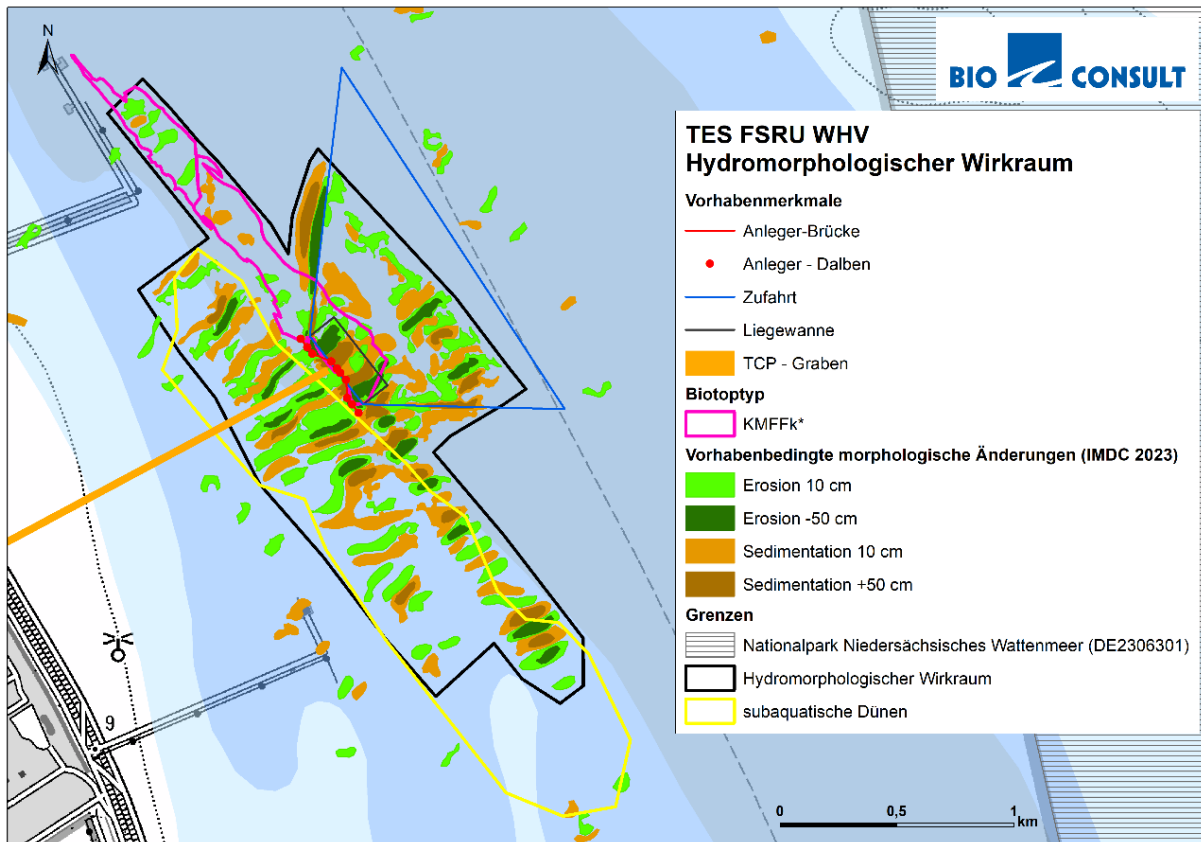 N
BIO CONSULT
TES FSRU WHV
Hydromorphologischer Wirkraum
Vorhabenmerkmale
Anleger-Brücke
Anleger - Dalben
Zufahrt
Liegewanne
TCP - Graben
Biotoptyp
KMFFk*
Vorhabenbedingte morphologische Änderungen (IMDC 2023)
Erosion 10 cm
Erosion -50 cm
Sedimentation 10 cm
Sedimentation +50 cm
Grenzen
Nationalpark Niedersächsisches Wattenmeer (DE2306301)
Hydromorphologischer Wirkraum
subaquatische Dünen
9
0 0,5 1
km